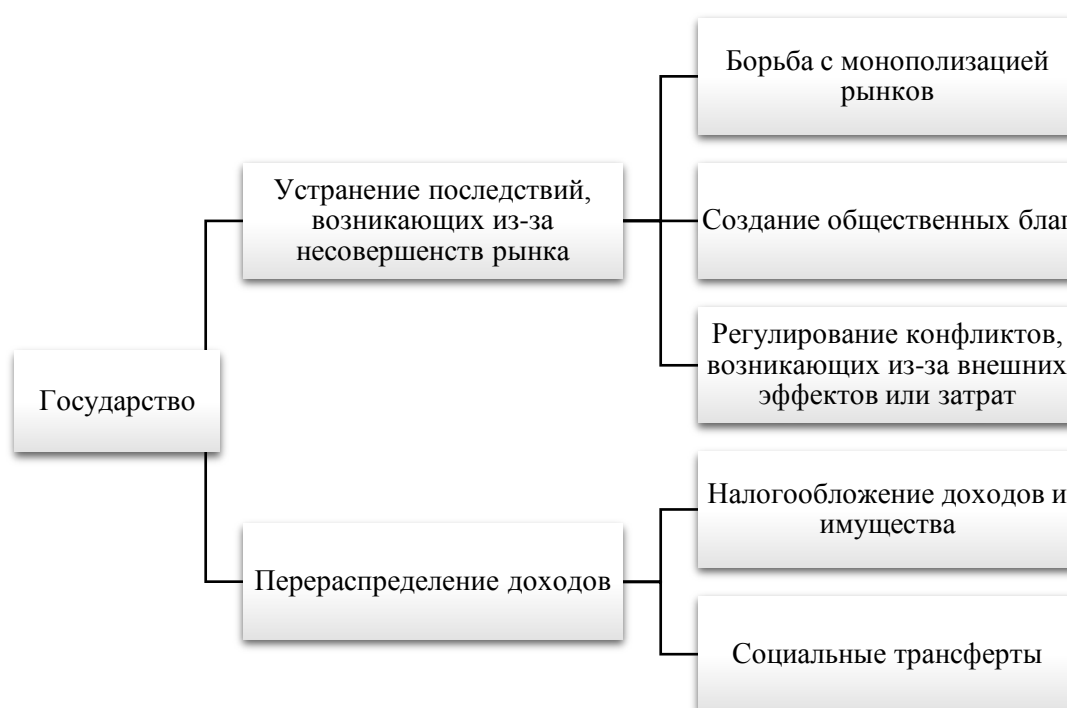 Государство
Устранение последствий,
возникающих из-за
несовершенств рынка
Борьба с монополизацией
рынков
Создание общественных благ
Регулирование конфликтов,
возникающих из-за внешних
эффектов или затрат
Перераспределение доходов
Налогообложение доходов и
имущества
Социальные трансферты